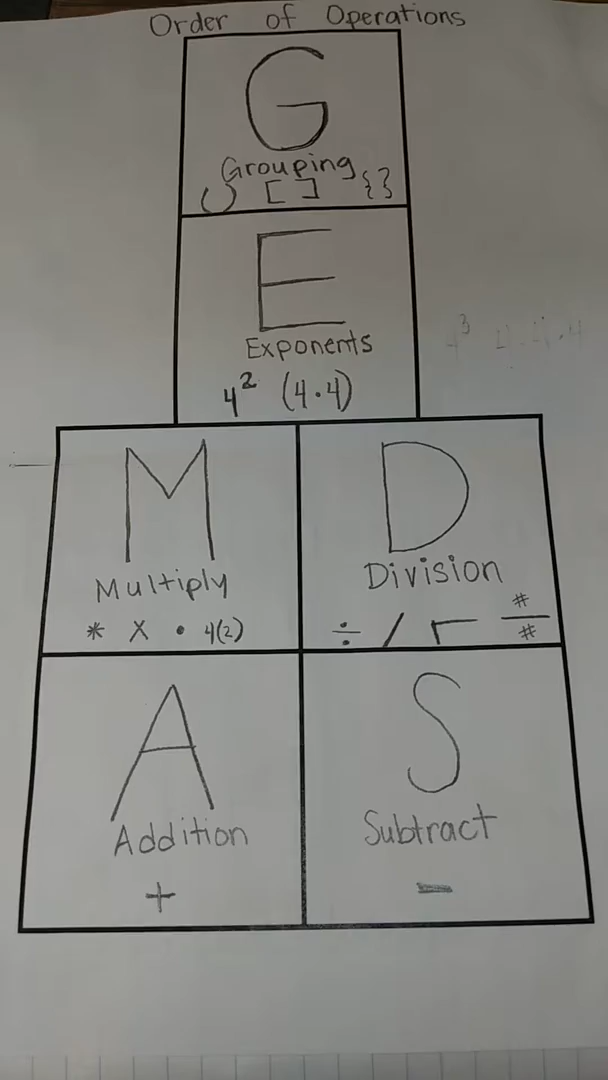 Order of Operations
G
Grouping
() [ ] { }
E
Exponents
4² (4·4)
M
Multiply
* X • 4(2)
D
Division
÷ / ┌─ #/#
A
Addition
+
S
Subtract
-